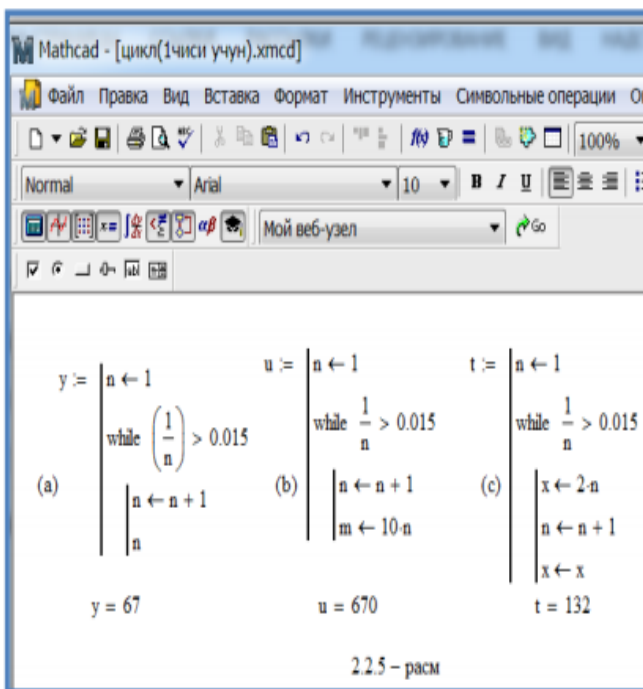 Mathcad - [цикл(1чиси учун).xmcd]
Файл Правка Вид Вставка Формат Инструменты Символьные операции
100%
Normal Arial 10 B I U
αβ Мой веб-узел Go
y := n ← 1
while (1/n) > 0.015
(a) n ← n + 1
n
y = 67
u := n ← 1
while 1/n > 0.015
(b) n ← n + 1
m ← 10·n
u = 670
t := n ← 1
while 1/n > 0.015
(c) x ← 2·n
n ← n + 1
x ← x
t = 132
2.2.5 – расм